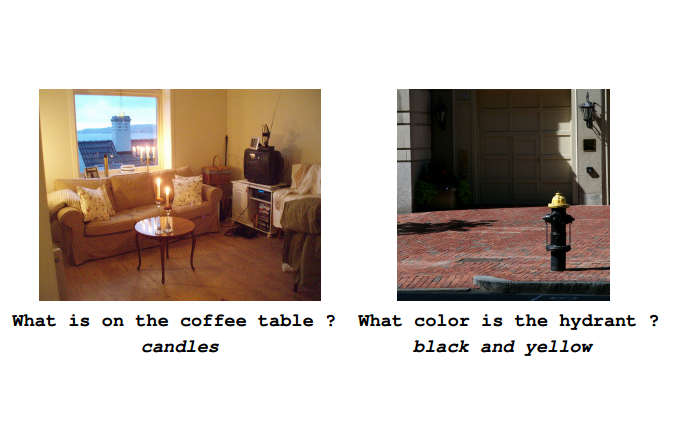 What is on the coffee table ?
candles
What color is the hydrant ?
black and yellow